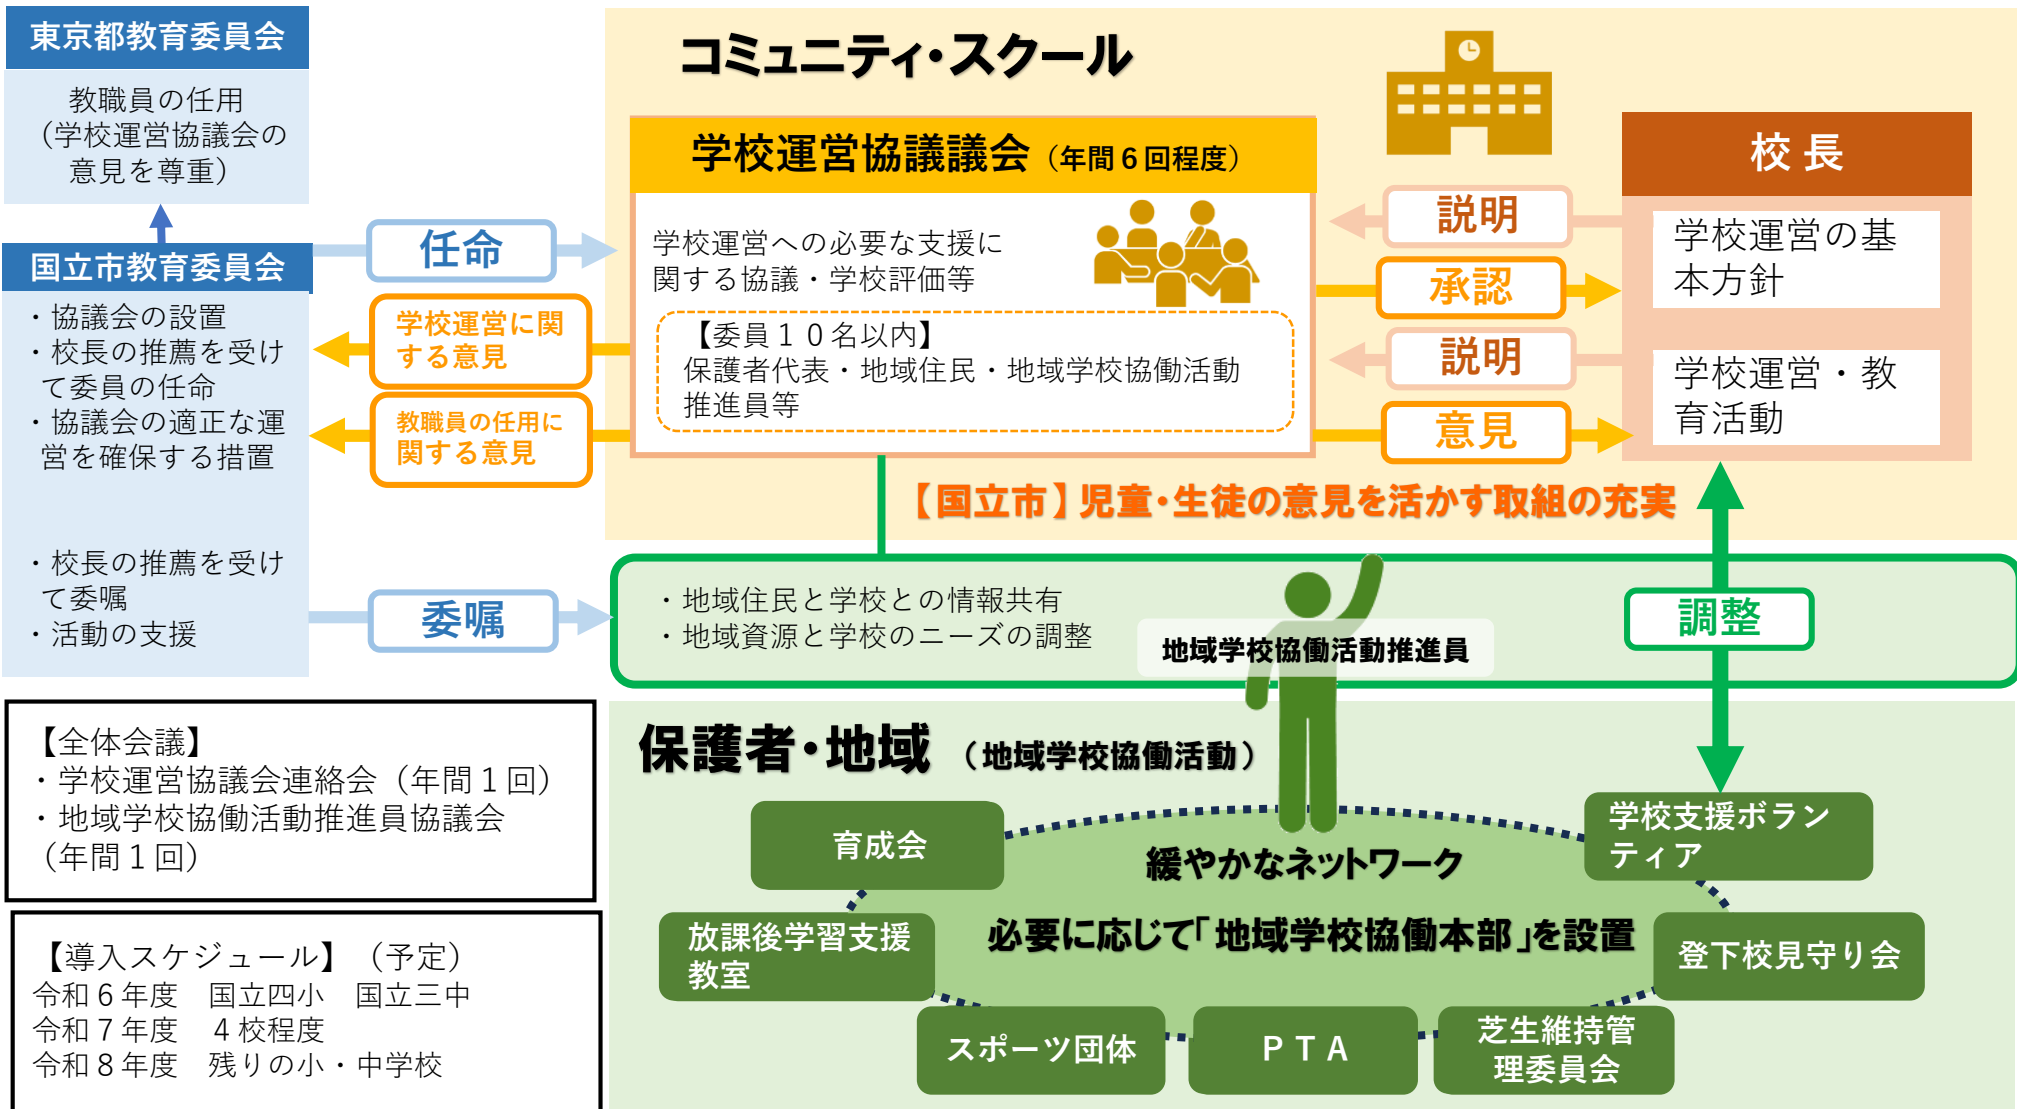 東京都教育委員会
教職員の任用
（学校運営協議会の
意見を尊重）
国立市教育委員会
・協議会の設置
・校長の推薦を受け
て委員の任命
・協議会の適正な運
営を確保する措置
・校長の推薦を受け
て委嘱
・活動の支援
任命
学校運営に関
する意見
教職員の任用に
関する意見
委嘱
コミュニティ・スクール
学校運営協議議会（年間６回程度）
学校運営への必要な支援に
関する協議・学校評価等
【委員１０名以内】
保護者代表・地域住民・地域学校協働活動
推進員等
説明
承認
説明
意見
校長
学校運営の基
本方針
学校運営・教
育活動
【国立市】児童・生徒の意見を活かす取組の充実
・地域住民と学校との情報共有
・地域資源と学校のニーズの調整
地域学校協働活動推進員
調整
【全体会議】
・学校運営協議会連絡会（年間１回）
・地域学校協働活動推進員協議会
（年間１回）
【導入スケジュール】（予定）
令和６年度　国立四小　国立三中
令和７年度　４校程度
令和８年度　残りの小・中学校
保護者・地域（地域学校協働活動）
育成会
学校支援ボラン
ティア
緩やかなネットワーク
放課後学習支援
教室
必要に応じて「地域学校協働本部」を設置
登下校見守り会
スポーツ団体
ＰＴＡ
芝生維持管
理委員会